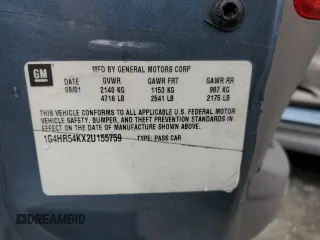 GM
MFD BY GENERAL MOTORS CORP
DATE GVWR GAWR FRT GAWR RR
09/01 2140 KG 1153 KG 987 KG
4716 LB 2541 LB 2175 LB
THIS VEHICLE CONFORMS TO ALL APPLICABLE U.S. FEDERAL MOTOR
VEHICLE SAFETY, BUMPER, AND THEFT PREVENTION STANDARDS IN
EFFECT ON THE DATE OF MANUFACTURE SHOWN ABOVE.
1G4HR54KX2U155759 TYPE: PASS CAR